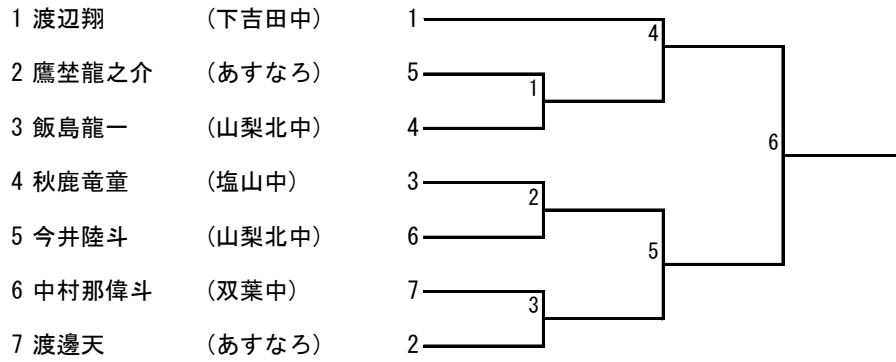 1 渡辺翔 (下吉田中) 1
2 鷹埜龍之介 (あすなろ) 5
3 飯島龍一 (山梨北中) 4
4 秋鹿竜童 (塩山中) 3
5 今井陸斗 (山梨北中) 6
6 中村那偉斗 (双葉中) 7
7 渡邊天 (あすなろ) 2
4
1
6
2
5
3